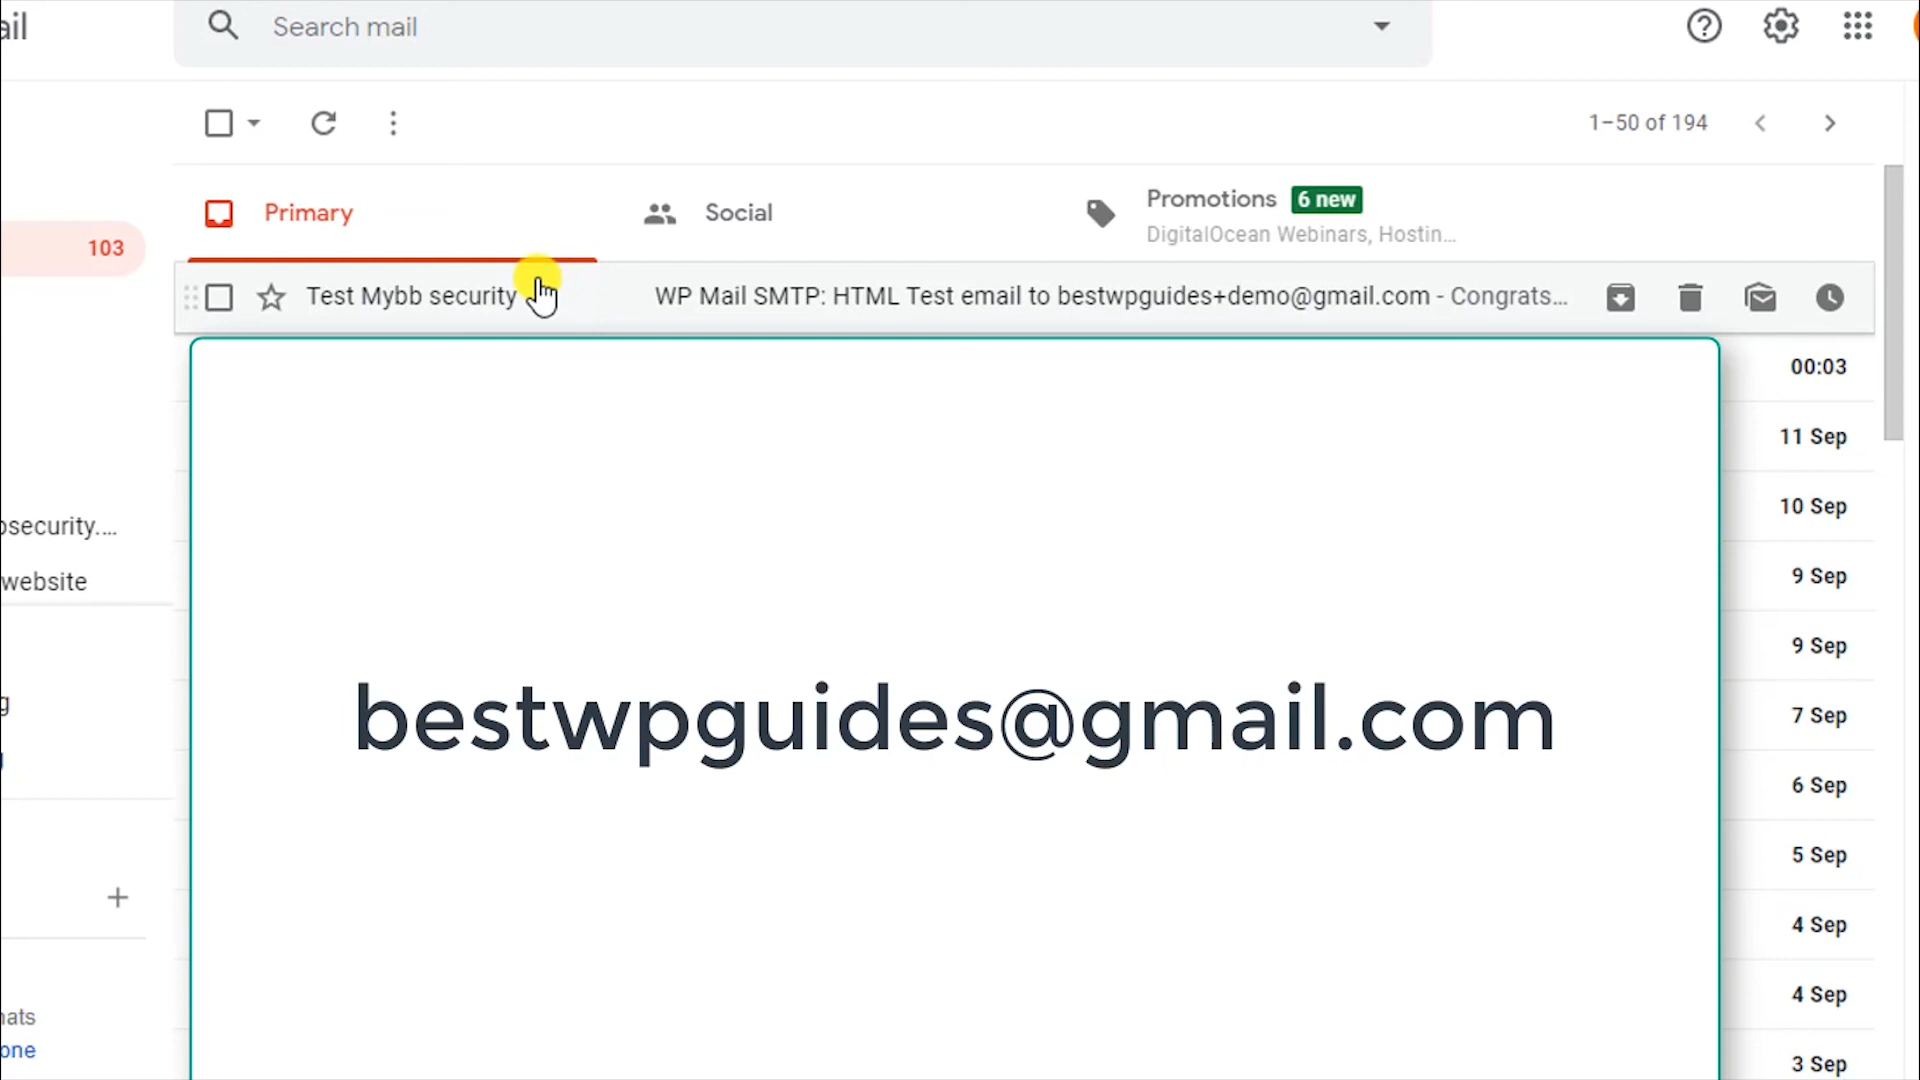 ail
Search mail
1–50 of 194
Primary
Social
Promotions 6 new
DigitalOcean Webinars, Hostin...
103
Test Mybb security
WP Mail SMTP: HTML Test email to bestwpguides+demo@gmail.com - Congrats...
00:03
11 Sep
10 Sep
osecurity....
9 Sep
website
9 Sep
g
7 Sep
bestwpguides@gmail.com
6 Sep
5 Sep
4 Sep
4 Sep
hats
one
3 Sep